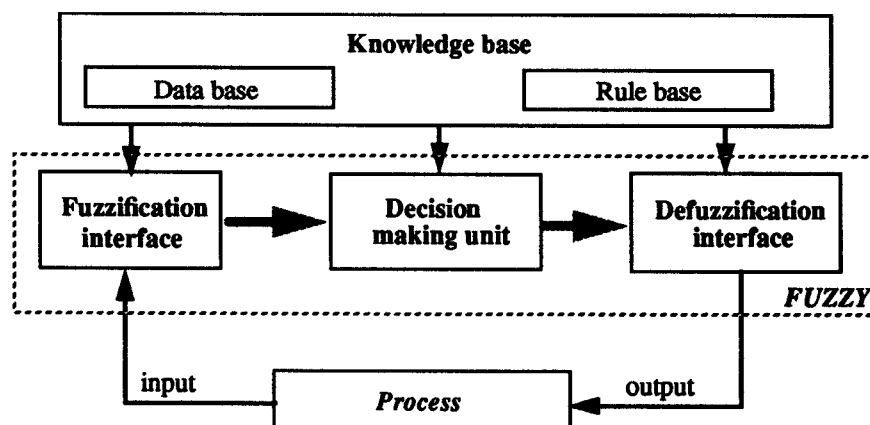 Knowledge base
Data base
Rule base
Fuzzification
interface
Decision
making unit
Defuzzification
interface
FUZZY
input
Process
output